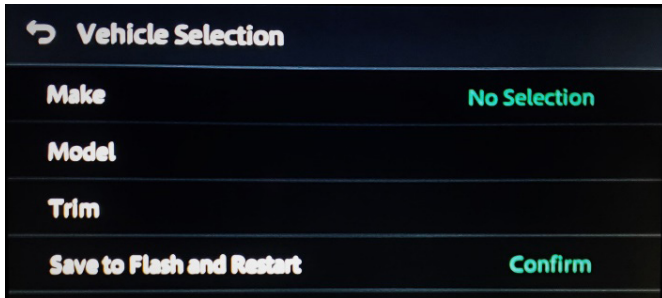 Vehicle Selection
Make No Selection
Model
Trim
Save to Flash and Restart Confirm